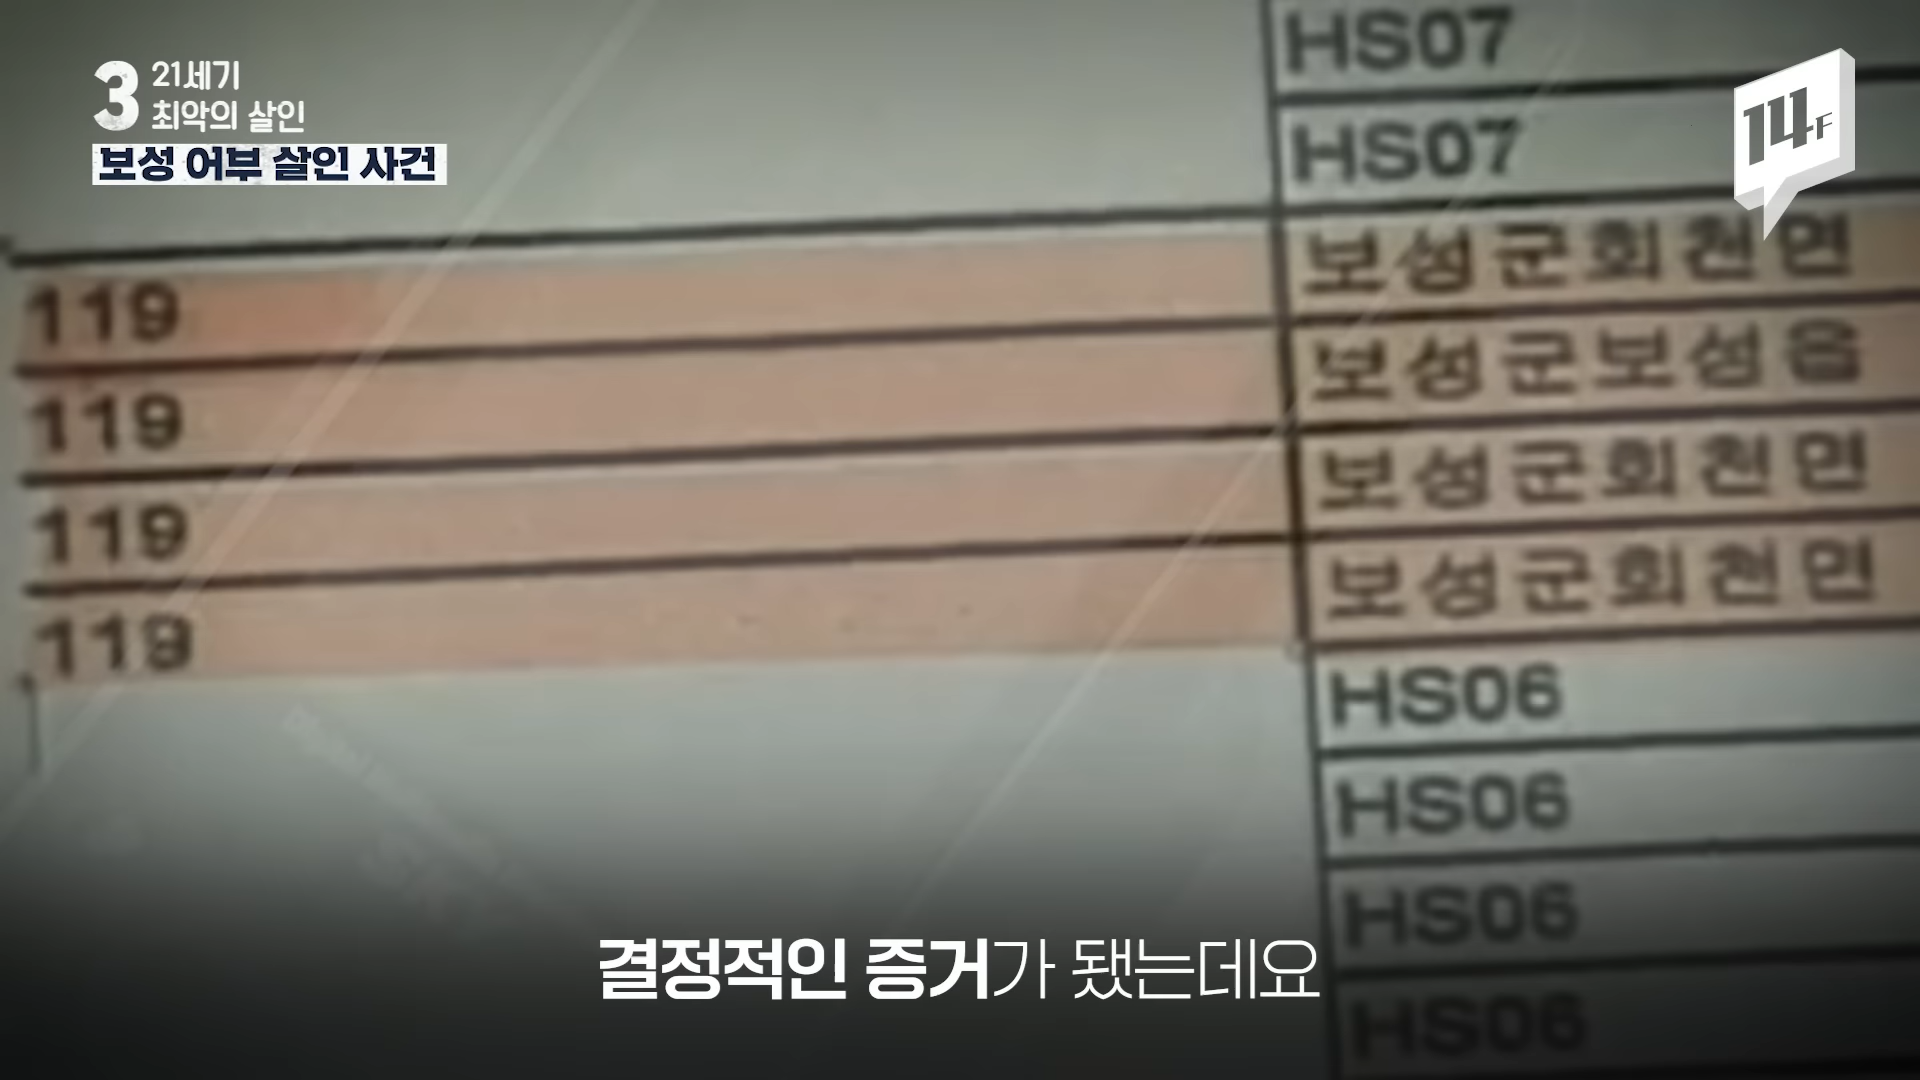 3
21세기
최악의 살인
보성 어부 살인 사건
14F
HS07
HS07
119 보성군회천면
119 보성군보성읍
119 보성군회천면
119 보성군회천면
HS06
HS06
HS06
HS06
결정적인 증거가 됐는데요